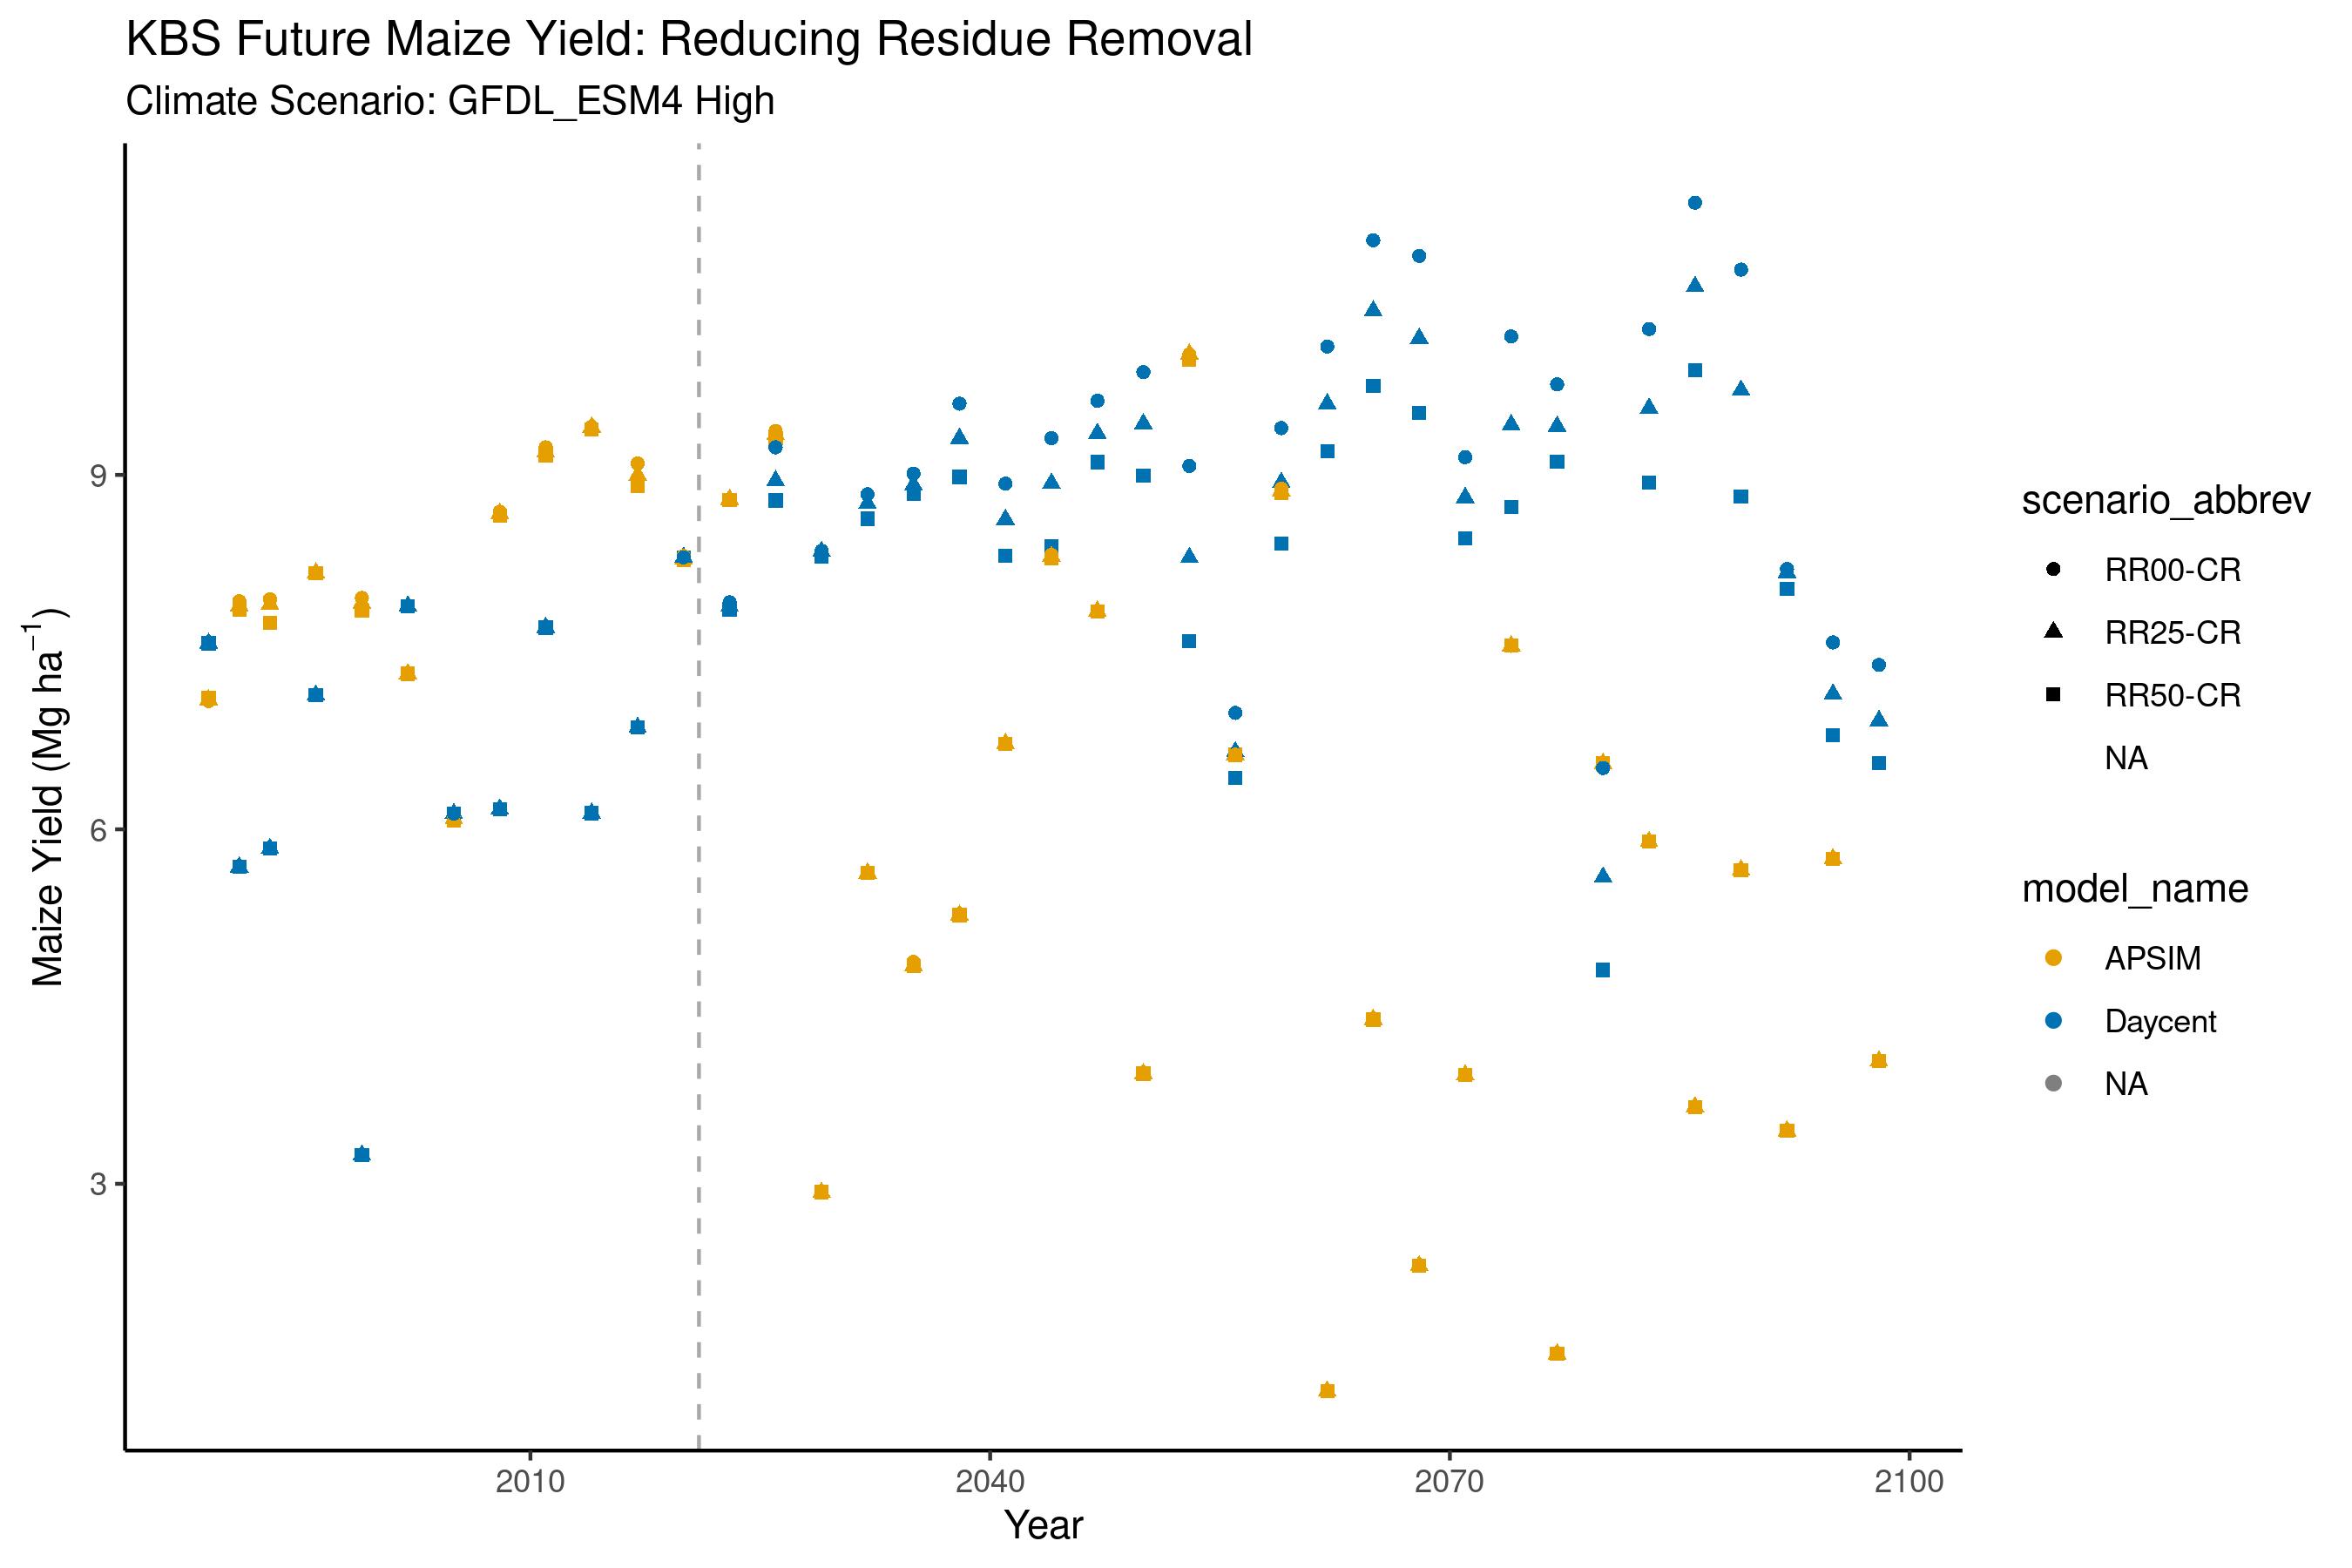 KBS Future Maize Yield: Reducing Residue Removal
Climate Scenario: GFDL_ESM4 High
Maize Yield (Mg ha⁻¹)
9
6
3
2010
2040
2070
2100
Year
scenario_abbrev
RR00-CR
RR25-CR
RR50-CR
NA
model_name
APSIM
Daycent
NA